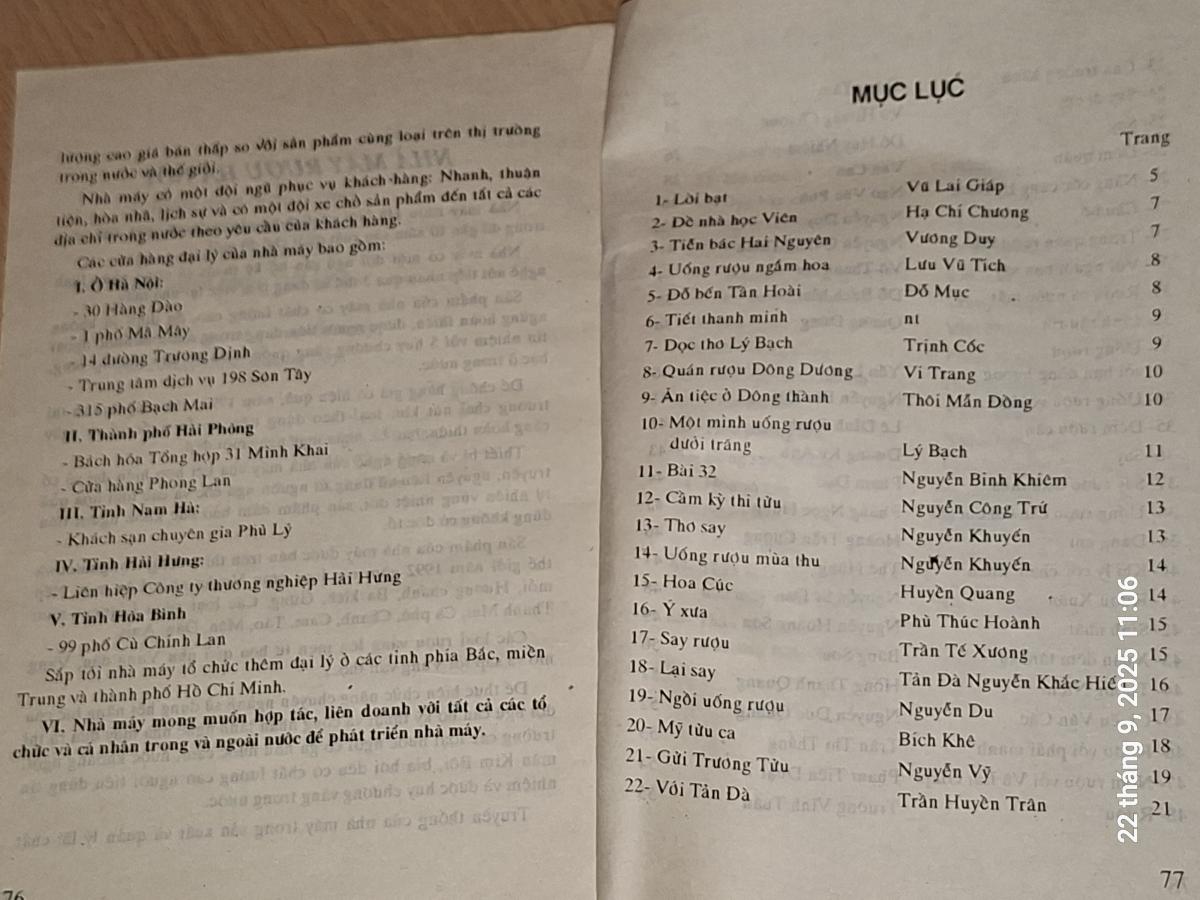 lượng cao giá bán thấp so với sản phẩm cùng loại trên thị trường
trong nước và thế giới.
Nhà máy có một đội ngũ phục vụ khách hàng: Nhanh, thuận
tiện, hòa nhã, lịch sự và có một đội xe chở sản phẩm đến tất cả các
địa chỉ trong nước theo yêu cầu của khách hàng.
Các cửa hàng đại lý của nhà máy bao gồm:
I. Ở Hà Nội:
- 30 Hàng Dào
- 1 phố Mã Mây
- 14 đường Trương Định
- Trung tâm dịch vụ 198 Sơn Tây
- 315 phố Bạch Mai
II. Thành phố Hải Phòng
- Bách hóa Tổng hợp 31 Minh Khai
- Cửa hàng Phong Lan
III. Tỉnh Nam Hà:
- Khách sạn chuyên gia Phủ Lý
IV. Tỉnh Hải Hưng:
- Liên hiệp Công ty thương nghiệp Hải Hưng
V. Tỉnh Hòa Bình
- 99 phố Cù Chính Lan
Sắp tới nhà máy tổ chức thêm đại lý ở các tỉnh phía Bắc, miền
Trung và thành phố Hồ Chí Minh.
VI. Nhà máy mong muốn hợp tác, liên doanh với tất cả các tổ
chức và cá nhân trong và ngoài nước để phát triển nhà máy.
76
MỤC LỤC
Trang
1- Lời bạt Vũ Lai Giáp 5
2- Đề nhà học Viên Hạ Chí Chương 7
3- Tiễn bác Hai Nguyên Vương Duy 7
4- Uống rượu ngắm hoa Lưu Vũ Tích 8
5- Đỗ bến Tần Hoài Đỗ Mục 8
6- Tiết thanh minh nt 9
7- Đọc thơ Lý Bạch Trịnh Cốc 9
8- Quán rượu Đông Dương Vi Trang 10
9- Ăn tiệc ở Đông thành Thôi Mẫn Đồng 10
10- Một mình uống rượu
dưới trăng Lý Bạch 11
11- Bài 32 Nguyễn Bỉnh Khiêm 12
12- Cầm kỳ thi tửu Nguyễn Công Trứ 13
13- Thơ say Nguyễn Khuyến 13
14- Uống rượu mùa thu Nguyễn Khuyến 14
15- Hoa Cúc Huyền Quang 14
16- Ý xưa Phù Thúc Hoành 15
17- Say rượu Trần Tế Xương 15
18- Lại say Tản Đà Nguyễn Khắc Hiế 16
19- Ngồi uống rượu Nguyễn Du 17
20- Mỹ tửu ca Bích Khê 18
21- Gửi Trương Tửu Nguyễn Vỹ 19
22- Với Tản Đà Trần Huyền Trân 21
77
22 tháng 9, 2025 11:06